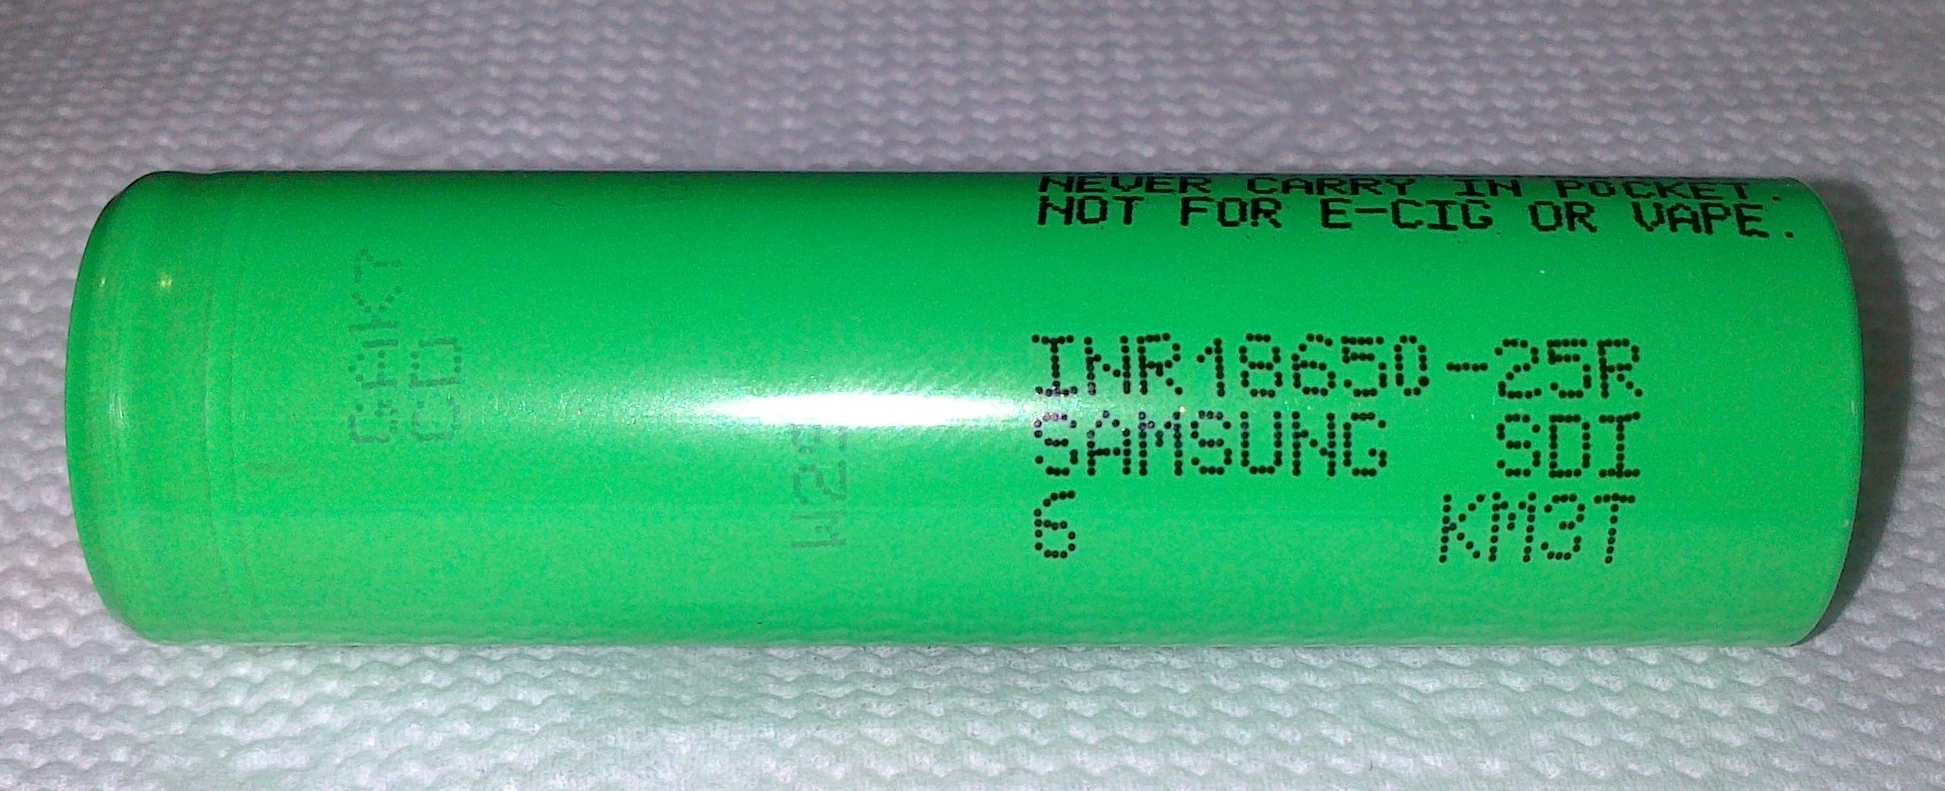 NEVER CARRY IN POCKET.
NOT FOR E-CIG OR VAPE.
INR18650-25R
SAMSUNG SDI
6 KM3T